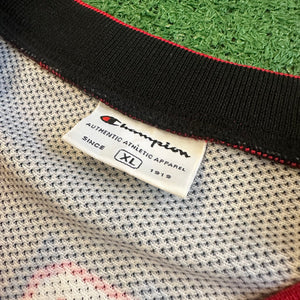 Champion
AUTHENTIC ATHLETIC APPAREL
SINCE XL 1919